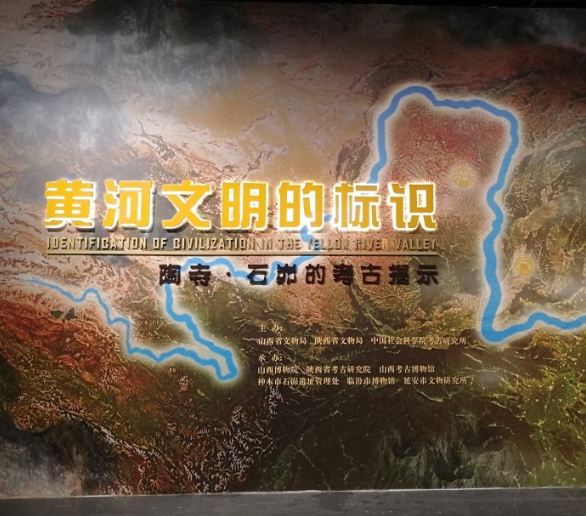 黄河文明的标识
IDENTIFICATION OF CIVILIZATION IN THE YELLOW RIVER VALLEY
陶寺·石峁的考古揭示
主办:
山西省文物局 陕西省文物局 中国社会科学院考古研究所
承办:
山西博物院 陕西省考古研究院 山西考古博物馆
神木市石峁遗址管理处 临汾市博物馆 延安市文物研究所